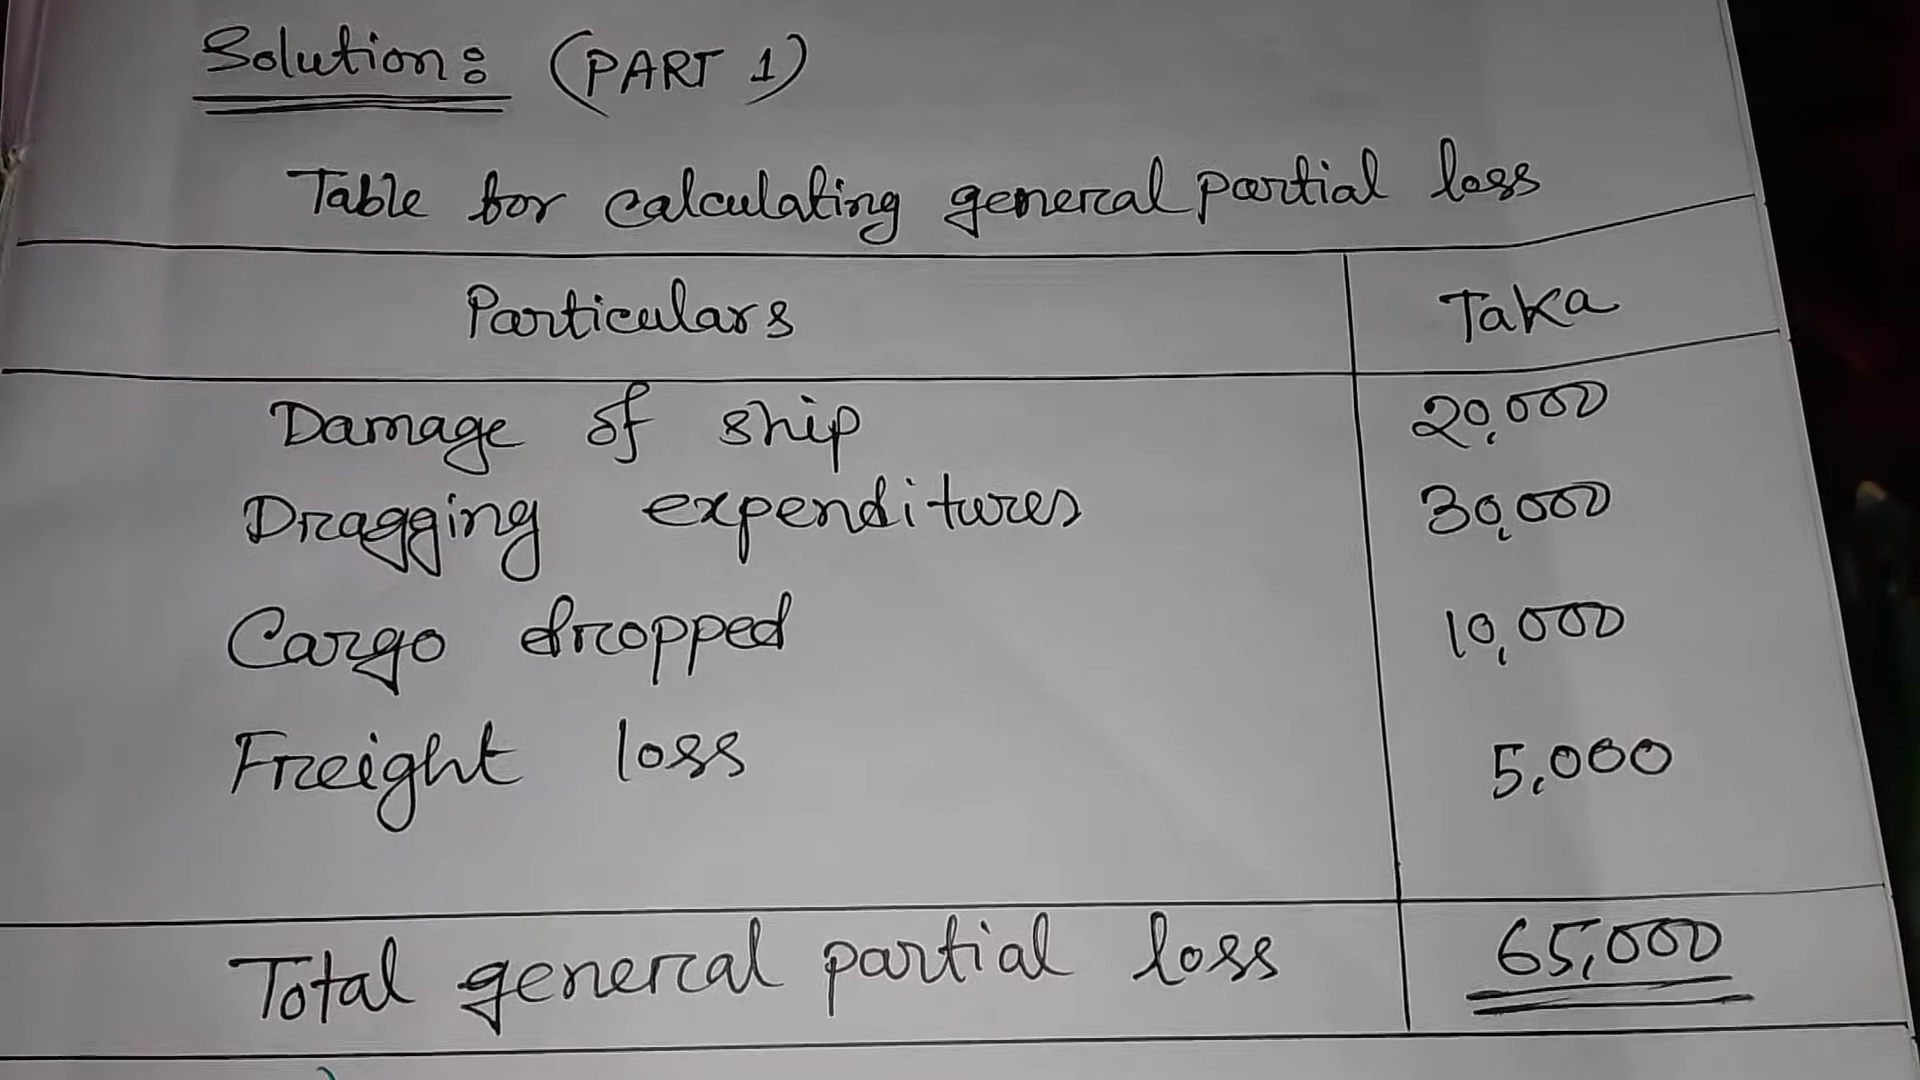 Solution: (PART 1)
Table for calculating general partial loss
Particulars Taka
Damage of ship 20,000
Dragging expenditures 30,000
Cargo dropped 10,000
Freight loss 5,000
Total general partial loss 65,000